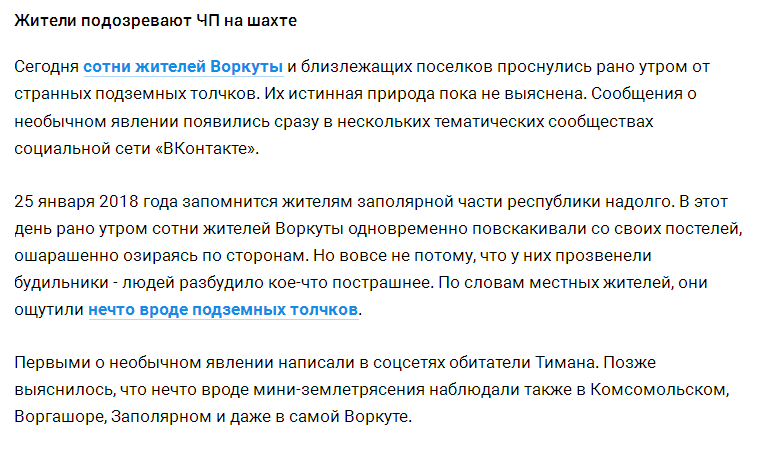 Жители подозревают ЧП на шахте
Сегодня сотни жителей Воркуты и близлежащих поселков проснулись рано утром от
странных подземных толчков. Их истинная природа пока не выяснена. Сообщения о
необычном явлении появились сразу в нескольких тематических сообществах
социальной сети «ВКонтакте».
25 января 2018 года запомнится жителям заполярной части республики надолго. В этот
день рано утром сотни жителей Воркуты одновременно повскакивали со своих постелей,
ошарашенно озираясь по сторонам. Но вовсе не потому, что у них прозвенели
будильники - людей разбудило кое-что пострашнее. По словам местных жителей, они
ощутили нечто вроде подземных толчков.
Первыми о необычном явлении написали в соцсетях обитатели Тимана. Позже
выяснилось, что нечто вроде мини-землетрясения наблюдали также в Комсомольском,
Воргашоре, Заполярном и даже в самой Воркуте.